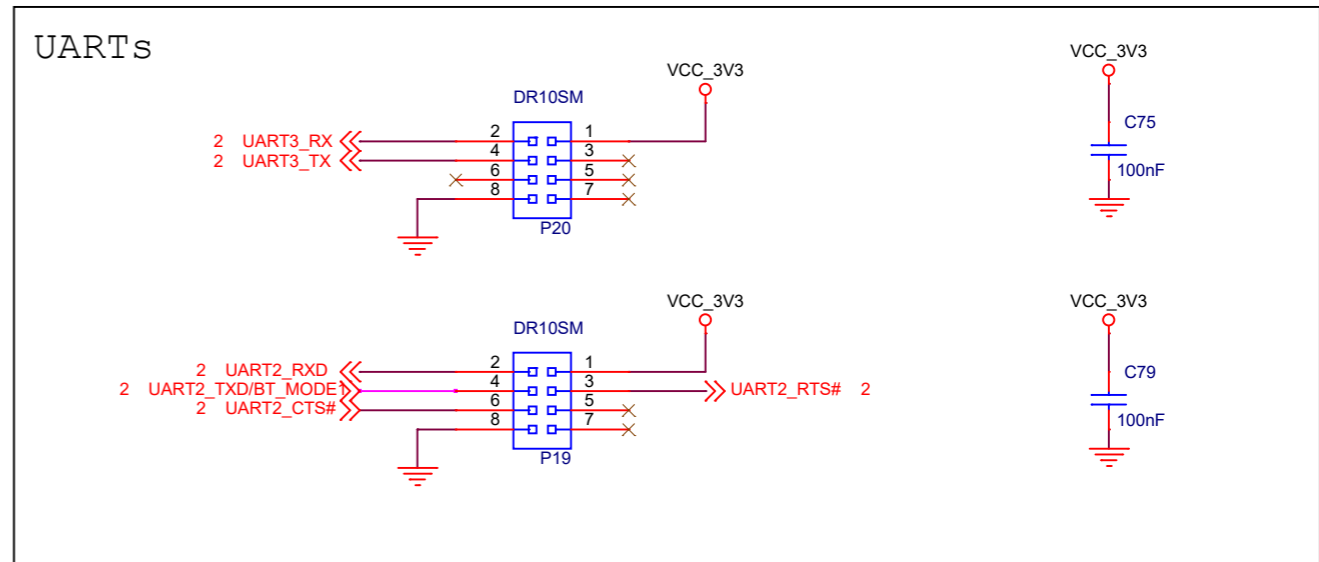 UARTs
VCC_3V3
VCC_3V3
DR10SM
C75
2 UART3_RX 2 1
2 UART3_TX 4 3
6 5
100nF
8 7
P20
VCC_3V3
VCC_3V3
DR10SM
2 UART2_RXD 2 1
C79
2 UART2_TXD/BT_MODE1 4 3 UART2_RTS# 2
2 UART2_CTS# 6 5
100nF
8 7
P19